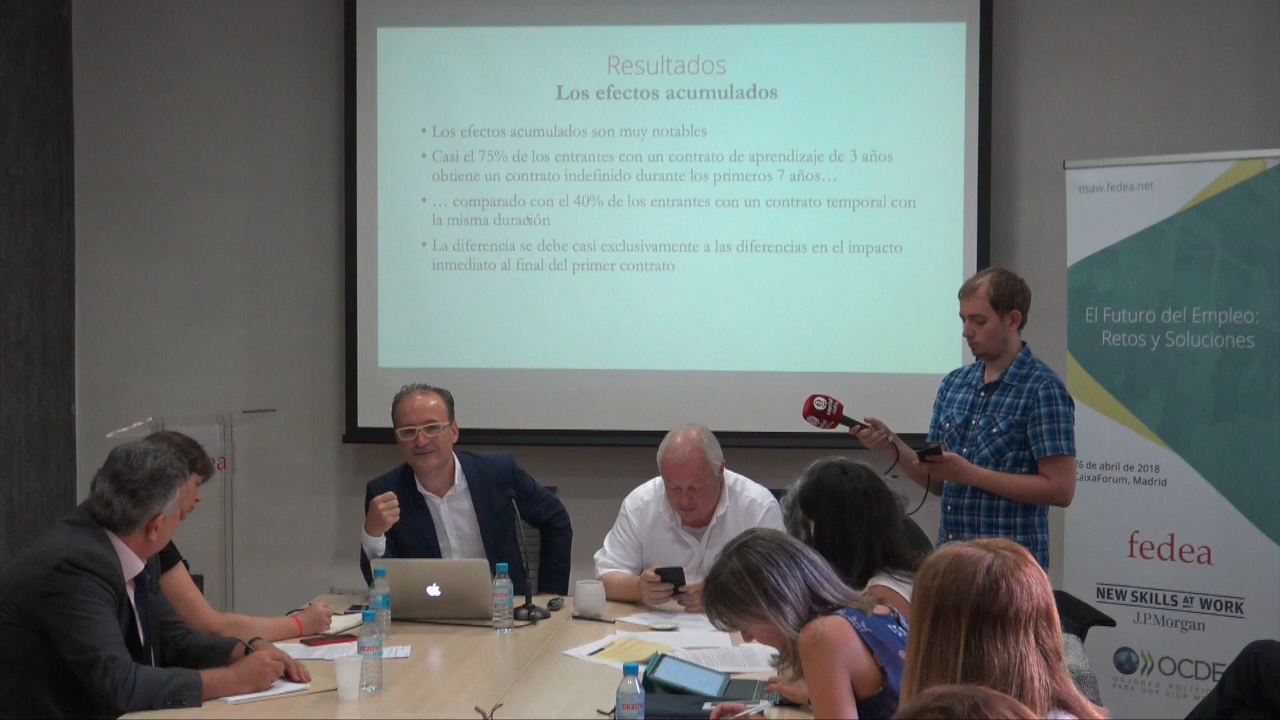 Resultados
Los efectos acumulados
• Los efectos acumulados son muy notables
• Casi el 75% de los entrantes con un contrato de aprendizaje de 3 años
obtiene un contrato indefinido durante los primeros 7 años…
• … comparado con el 40% de los entrantes con un contrato temporal con
la misma duración
• La diferencia se debe casi exclusivamente a las diferencias en el impacto
inmediato al final del primer contrato
nsaw.fedea.net
El Futuro del Empleo:
Retos y Soluciones
26 de abril de 2018
CaixaForum, Madrid
fedea
NEW SKILLS AT WORK
J.P.Morgan
OCDE
MEJORES
PARA UNA VIDA